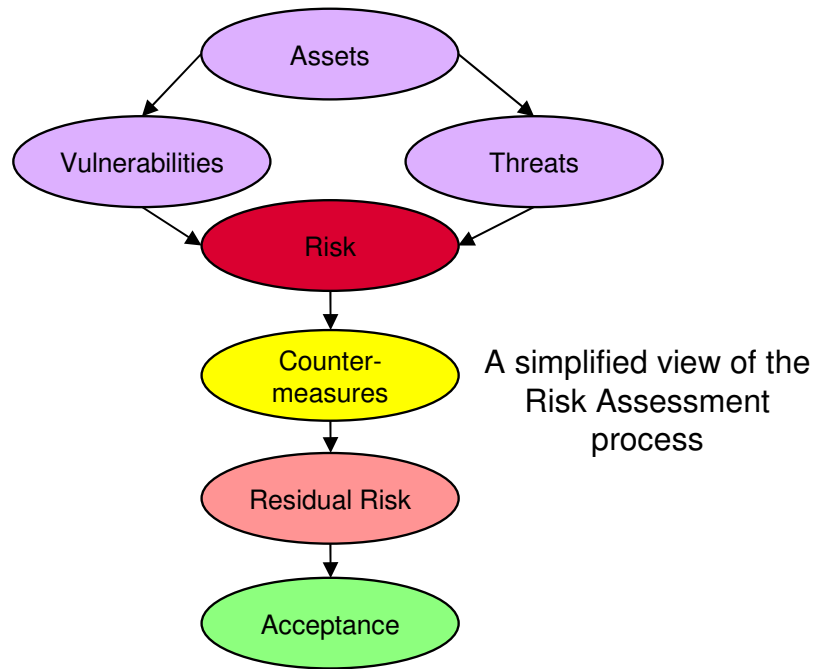 Assets
Vulnerabilities
Threats
Risk
Counter-
measures
A simplified view of the
Risk Assessment
process
Residual Risk
Acceptance